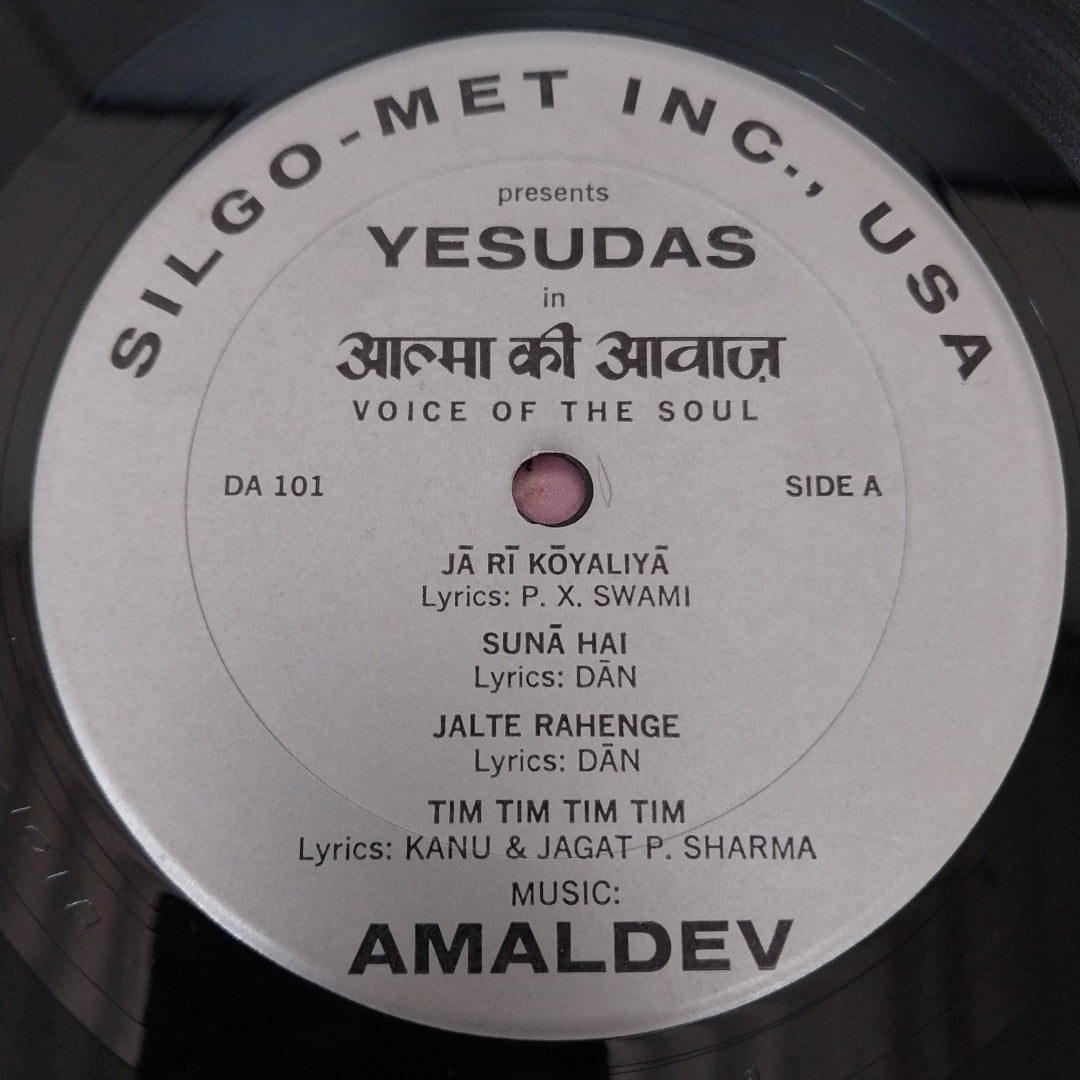 SILGO-MET INC., USA
presents
YESUDAS
in
आत्मा की आवाज़
VOICE OF THE SOUL
DA 101
SIDE A
JĀ RĪ KŌYALIYĀ
Lyrics: P. X. SWAMI
SUNĀ HAI
Lyrics: DĀN
JALTE RAHENGE
Lyrics: DĀN
TIM TIM TIM TIM
Lyrics: KANU & JAGAT P. SHARMA
MUSIC:
AMALDEV